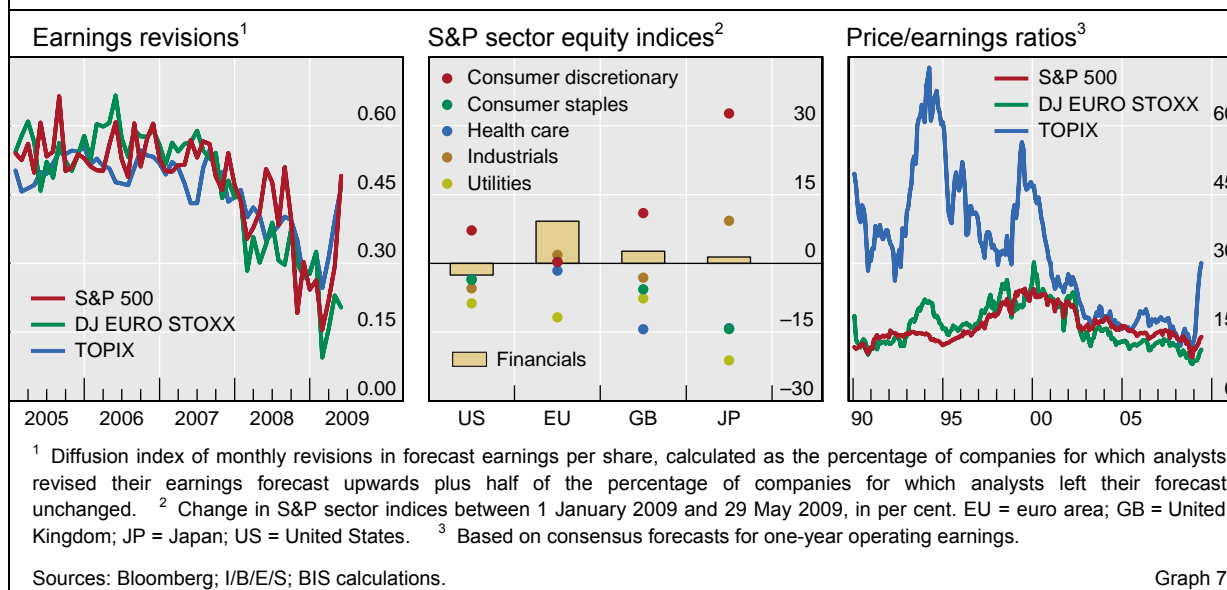 Earnings revisions1
S&P sector equity indices2
Price/earnings ratios3
0.60
0.45
0.30
0.15
0.00
S&P 500
DJ EURO STOXX
TOPIX
2005 2006 2007 2008 2009
Consumer discretionary
Consumer staples
Health care
Industrials
Utilities
Financials
30
15
0
–15
–30
US EU GB JP
S&P 500
DJ EURO STOXX
TOPIX
30
90 95 00 05
1 Diffusion index of monthly revisions in forecast earnings per share, calculated as the percentage of companies for which analysts
revised their earnings forecast upwards plus half of the percentage of companies for which analysts left their forecast
unchanged. 2 Change in S&P sector indices between 1 January 2009 and 29 May 2009, in per cent. EU = euro area; GB = United
Kingdom; JP = Japan; US = United States. 3 Based on consensus forecasts for one-year operating earnings.
Sources: Bloomberg; I/B/E/S; BIS calculations.
Graph 7